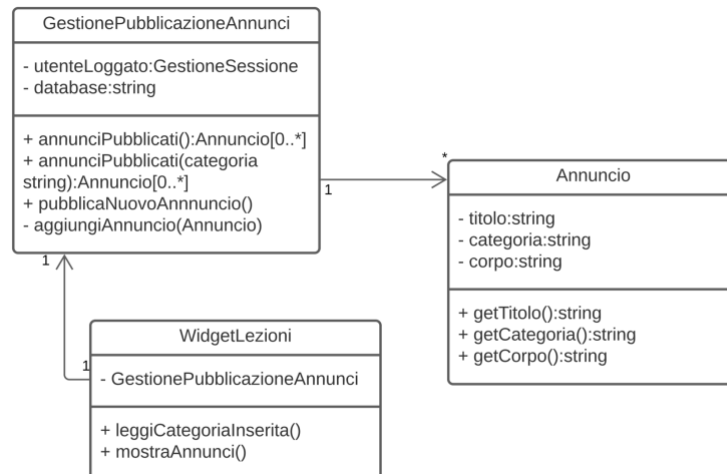 GestionePubblicazioneAnnunci
- utenteLoggato:GestioneSessione
- database:string
+ annunciPubblicati():Annuncio[0..*]
+ annunciPubblicati(categoria
string):Annuncio[0..*]
+ pubblicaNuovoAnnnuncio()
- aggiungiAnnuncio(Annuncio)
1
*
Annuncio
- titolo:string
- categoria:string
- corpo:string
+ getTitolo():string
+ getCategoria():string
+ getCorpo():string
1
1
WidgetLezioni
- GestionePubblicazioneAnnunci
+ leggiCategoriaInserita()
+ mostraAnnunci()